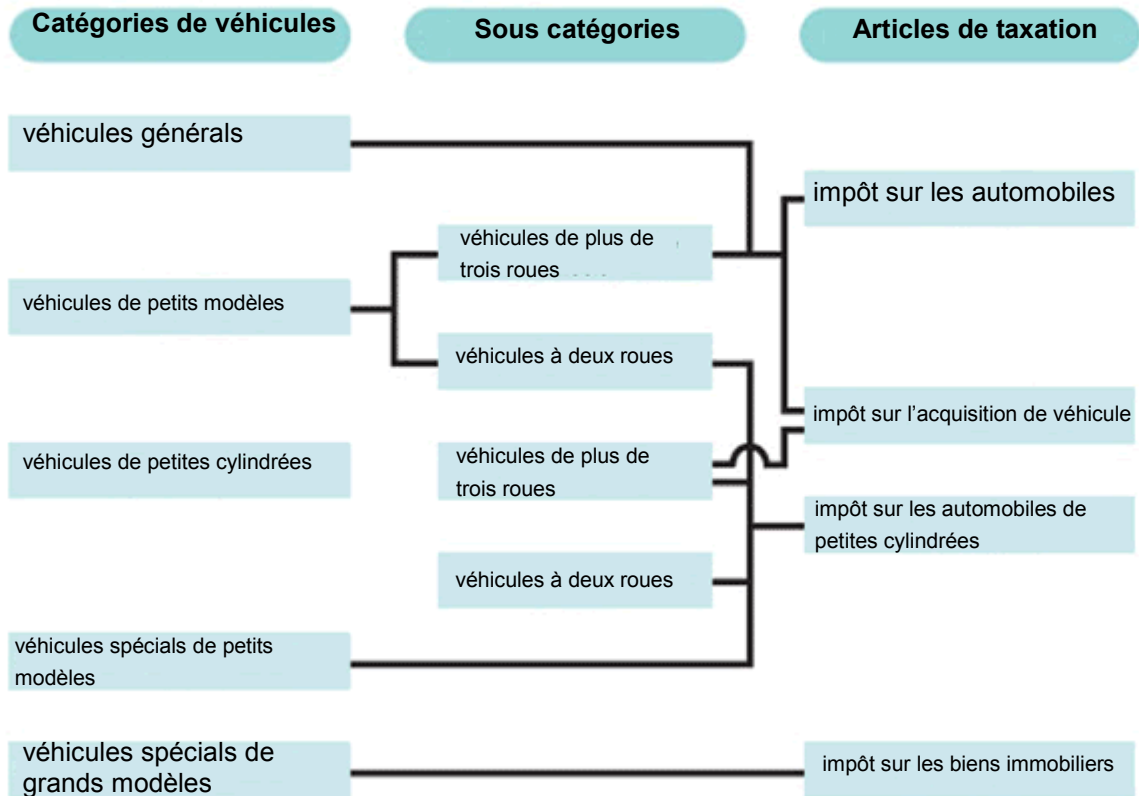 Catégories de véhicules
Sous catégories
Articles de taxation
véhicules générals
impôt sur les automobiles
véhicules de plus de
trois roues
véhicules de petits modèles
véhicules à deux roues
impôt sur l’acquisition de véhicule
véhicules de petites cylindrées
véhicules de plus de
trois roues
impôt sur les automobiles de
petites cylindrées
véhicules à deux roues
véhicules spécials de petits
modèles
véhicules spécials de
grands modèles
impôt sur les biens immobiliers